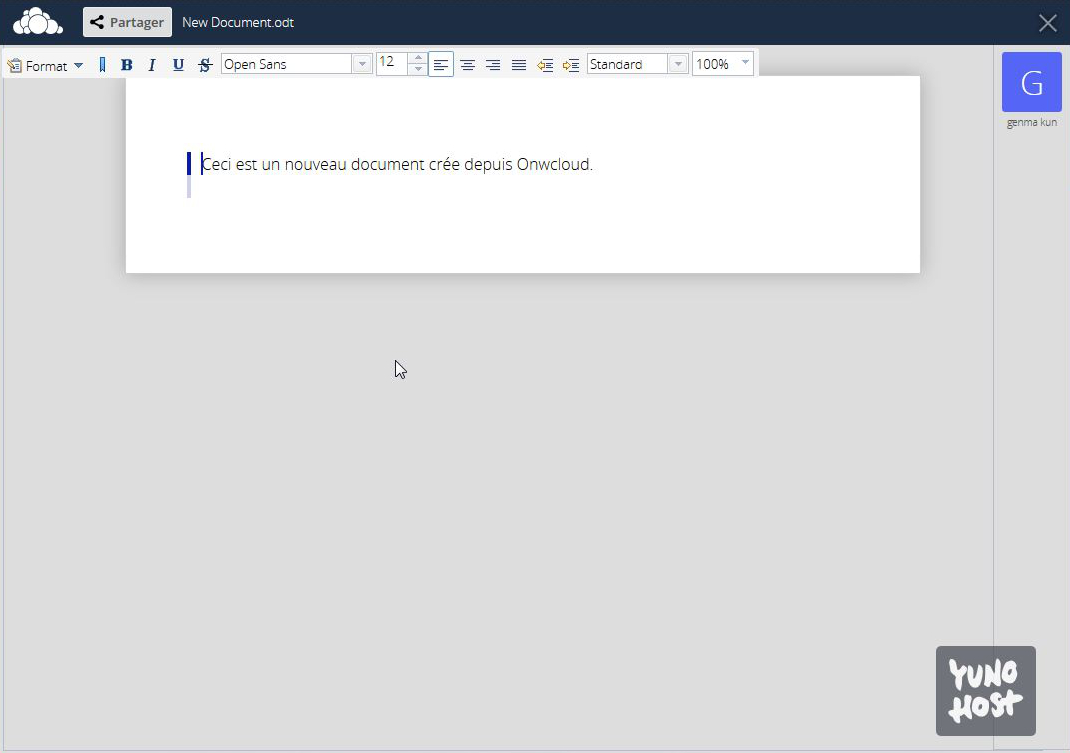 Partager New Document.odt
Format B I U S Open Sans 12 Standard 100%
G
genma kun
Ceci est un nouveau document crée depuis Onwcloud.
YUNO
HOST